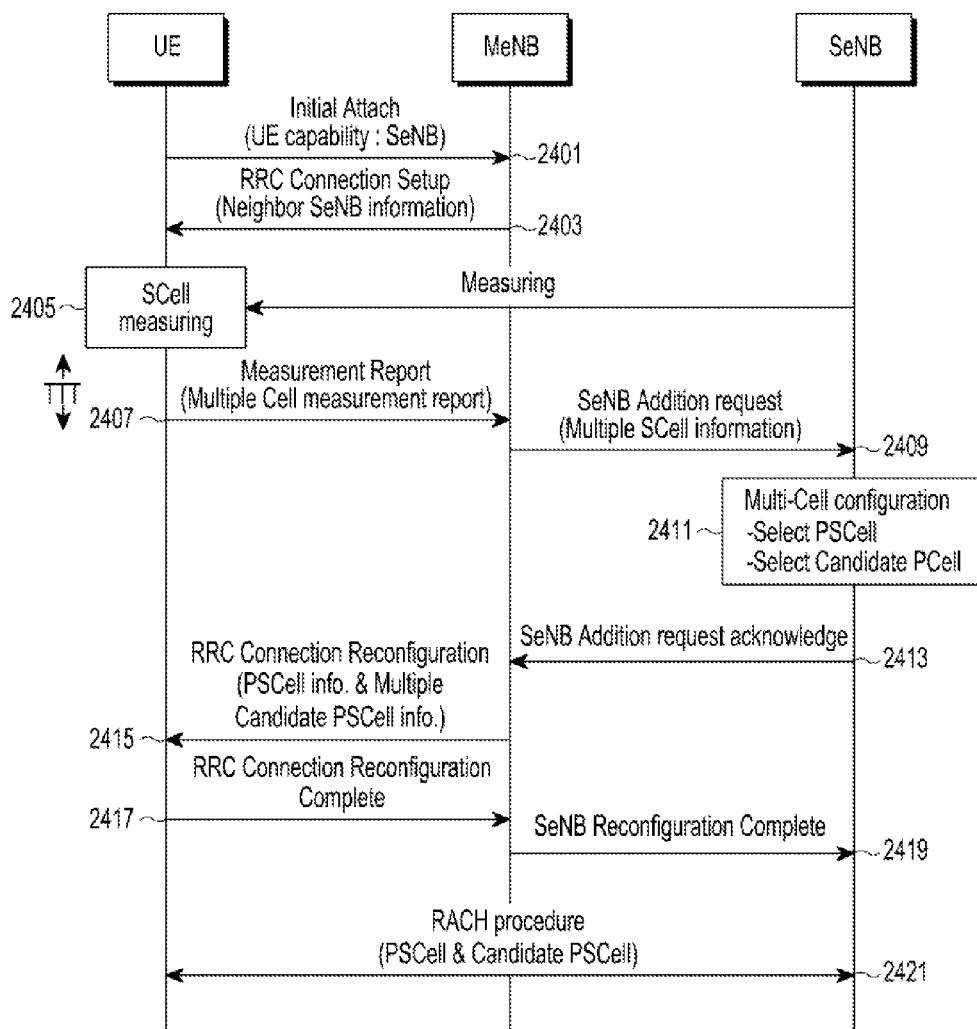 UE
MeNB
SeNB
Initial Attach
(UE capability : SeNB)
2401
RRC Connection Setup
(Neighbor SeNB information)
2403
Measuring
2405
SCell
measuring
TTT
Measurement Report
(Multiple Cell measurement report)
2407
SeNB Addition request
(Multiple SCell information)
2409
2411
Multi-Cell configuration
-Select PSCell
-Select Candidate PCell
SeNB Addition request acknowledge
2413
RRC Connection Reconfiguration
(PSCell info. & Multiple
Candidate PSCell info.)
2415
RRC Connection Reconfiguration
Complete
2417
SeNB Reconfiguration Complete
2419
RACH procedure
(PSCell & Candidate PSCell)
2421